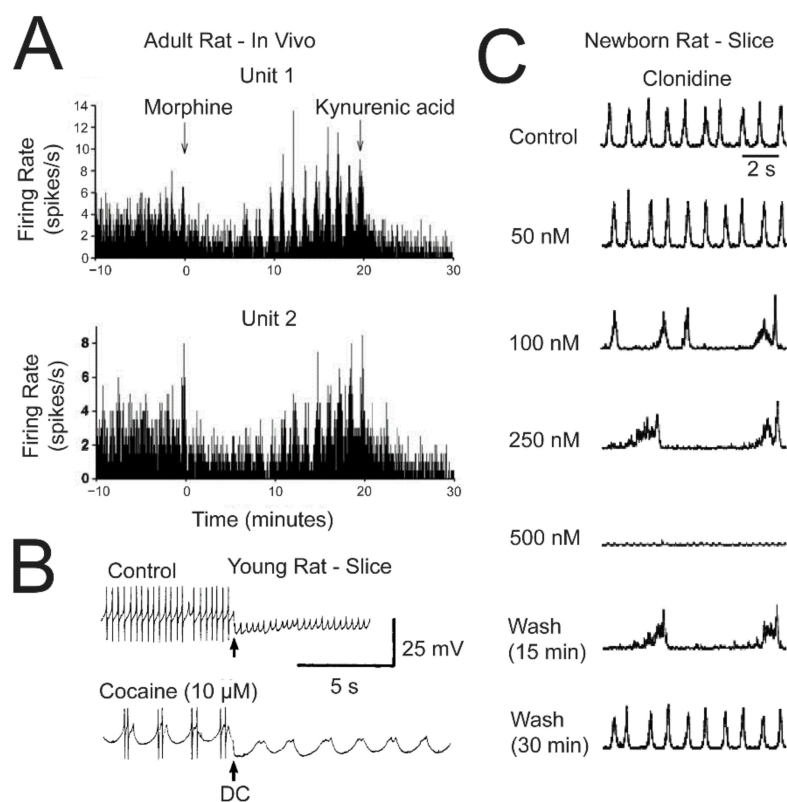 A
Adult Rat - In Vivo
Unit 1
Morphine
Kynurenic acid
Firing Rate
(spikes/s)
14
12
10
8
6
4
2
0
−10
0
10
20
30
Unit 2
Firing Rate
(spikes/s)
8
6
4
2
0
−10
0
10
20
30
Time (minutes)
B
Young Rat - Slice
Control
25 mV
5 s
Cocaine (10 µM)
DC
C
Newborn Rat - Slice
Clonidine
Control
2 s
50 nM
100 nM
250 nM
500 nM
Wash
(15 min)
Wash
(30 min)